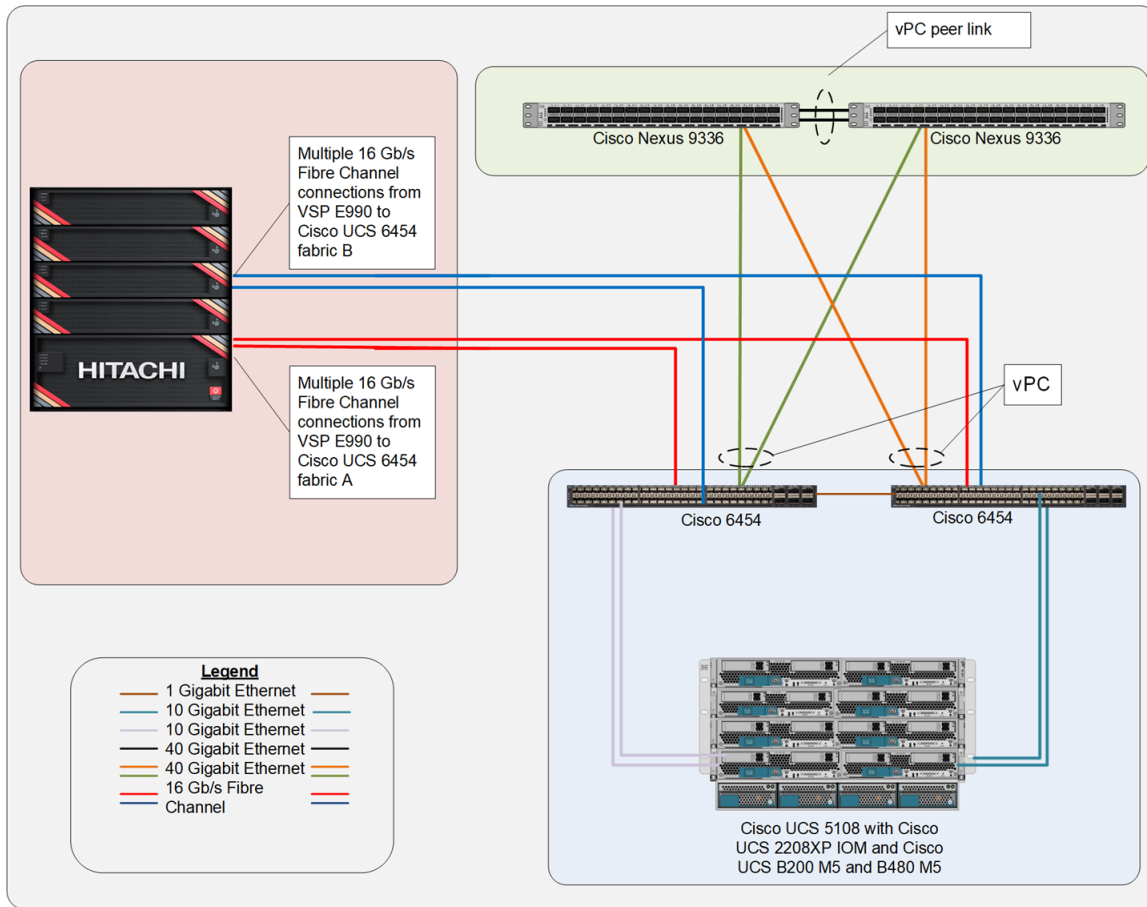 vPC peer link
Cisco Nexus 9336
Cisco Nexus 9336
Multiple 16 Gb/s
Fibre Channel
connections from
VSP E990 to
Cisco UCS 6454
fabric B
HITACHI
Multiple 16 Gb/s
Fibre Channel
connections from
VSP E990 to
Cisco UCS 6454
fabric A
vPC
Cisco 6454
Cisco 6454
Legend
1 Gigabit Ethernet
10 Gigabit Ethernet
10 Gigabit Ethernet
40 Gigabit Ethernet
40 Gigabit Ethernet
16 Gb/s Fibre
Channel
Cisco UCS 5108 with Cisco
UCS 2208XP IOM and Cisco
UCS B200 M5 and B480 M5